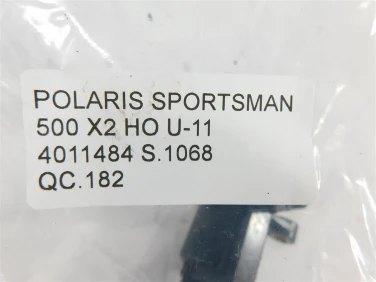 POLARIS SPORTSMAN
500 X2 HO U-11
4011484 S.1068
QC.182